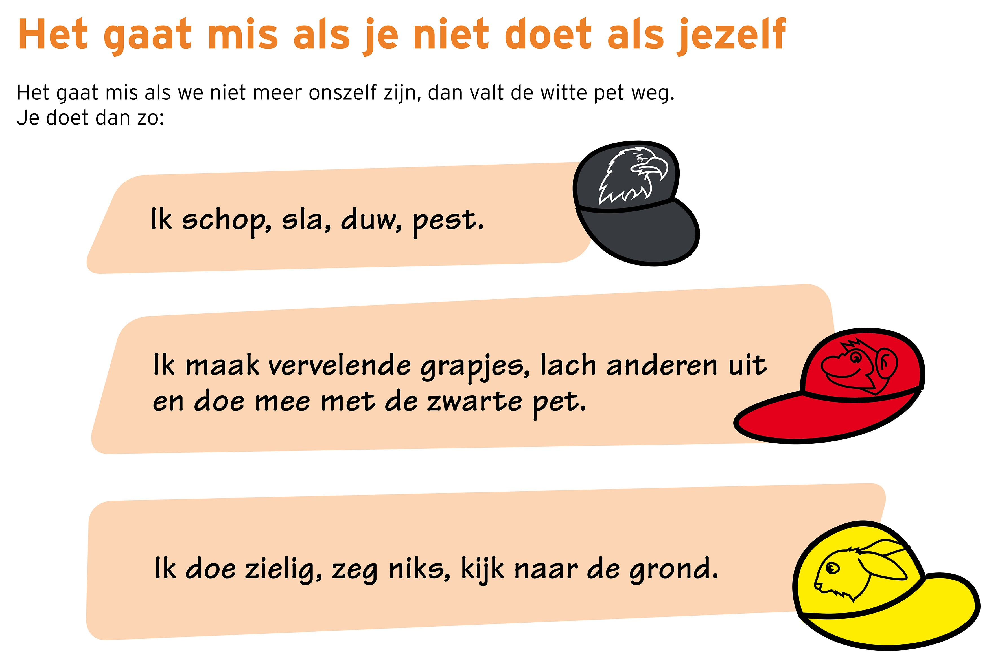 Het gaat mis als je niet doet als jezelf
Het gaat mis als we niet meer onszelf zijn, dan valt de witte pet weg.
Je doet dan zo:
Ik schop, sla, duw, pest.
Ik maak vervelende grapjes, lach anderen uit
en doe mee met de zwarte pet.
Ik doe zielig, zeg niks, kijk naar de grond.